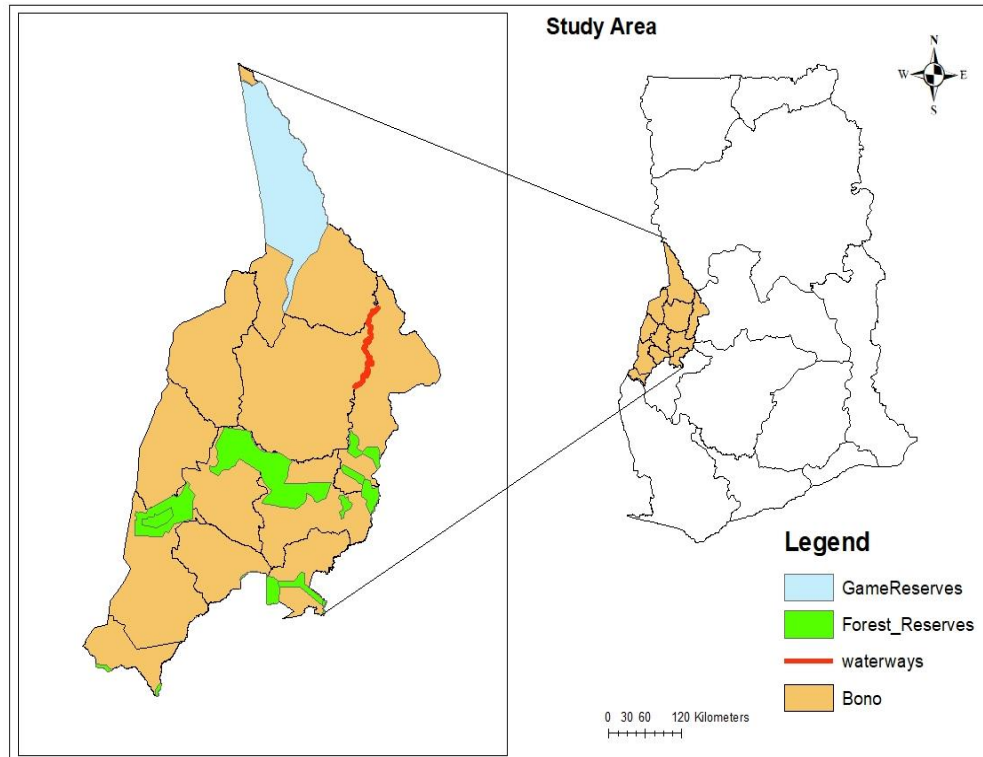 Study Area
N
W E
S
Legend
GameReserves
Forest_Reserves
waterways
Bono
0 30 60 120 Kilometers